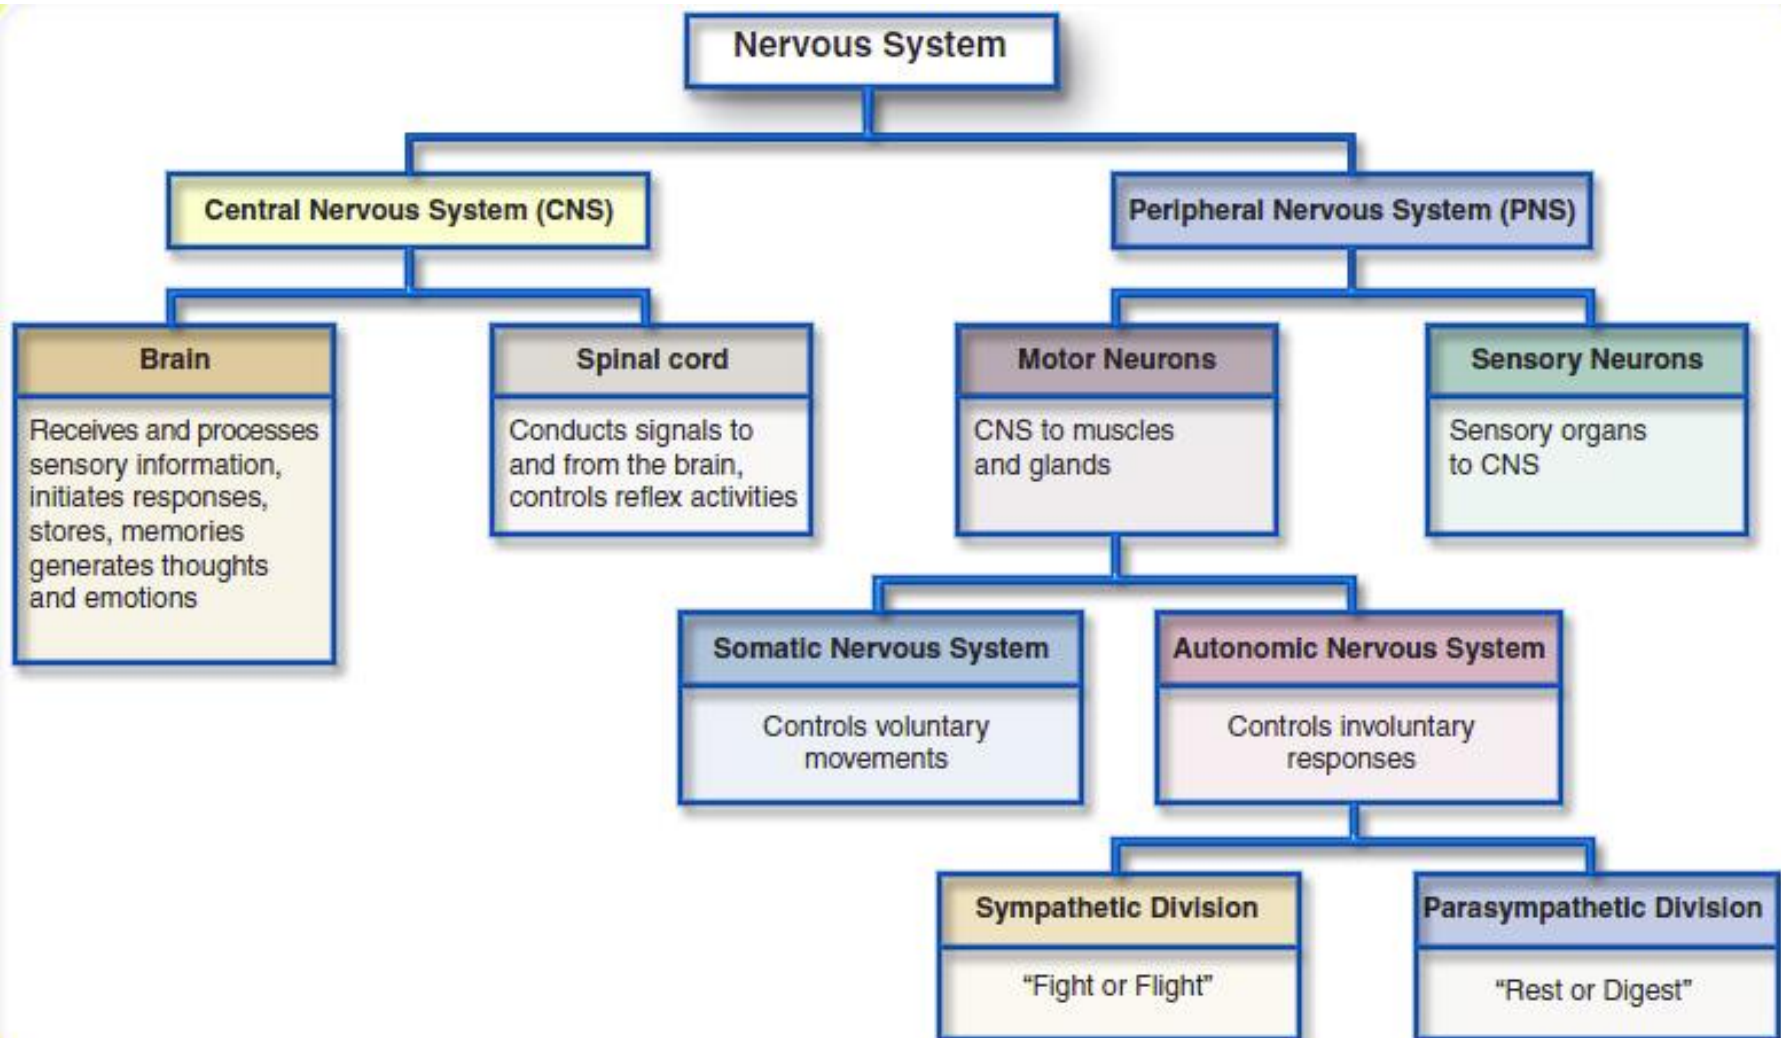 Nervous System
Central Nervous System (CNS)
Peripheral Nervous System (PNS)
Brain
Receives and processes
sensory information,
initiates responses,
stores, memories
generates thoughts
and emotions
Spinal cord
Conducts signals to
and from the brain,
controls reflex activities
Motor Neurons
CNS to muscles
and glands
Sensory Neurons
Sensory organs
to CNS
Somatic Nervous System
Controls voluntary
movements
Autonomic Nervous System
Controls involuntary
responses
Sympathetic Division
“Fight or Flight”
Parasympathetic Division
“Rest or Digest”